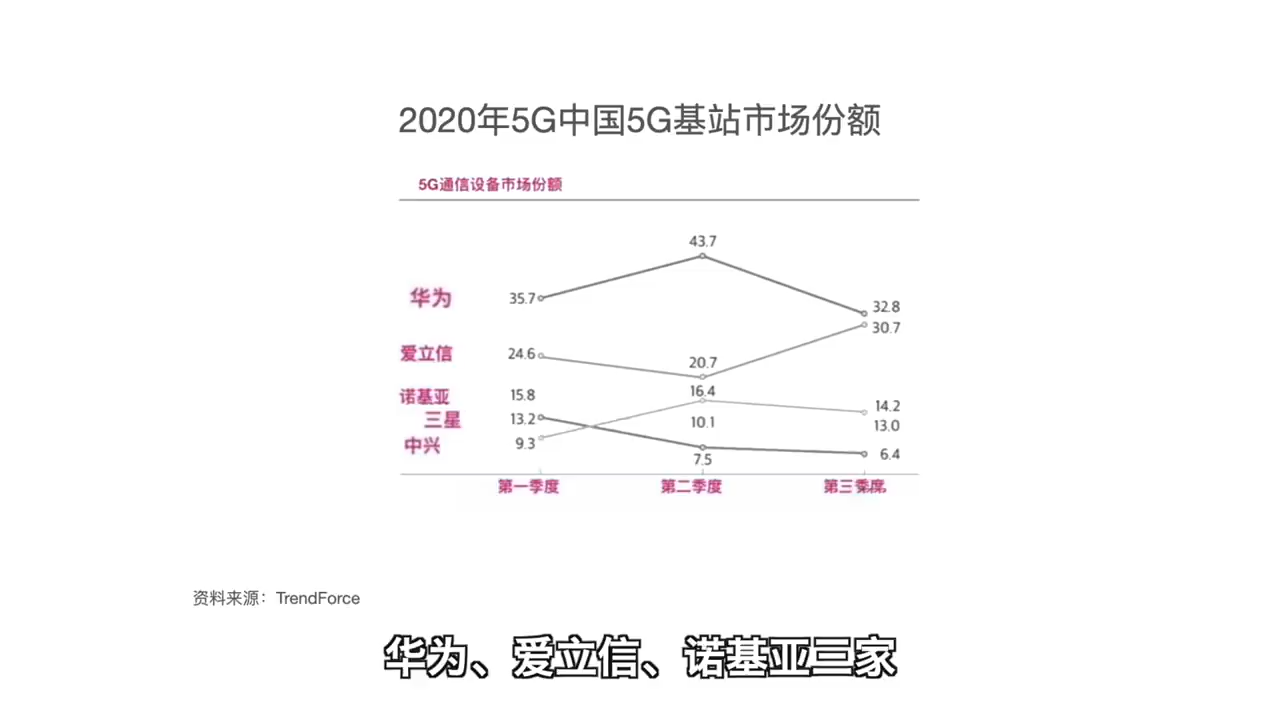 2020年5G中国5G基站市场份额
5G通信设备市场份额
43.7
华为 35.7 32.8
30.7
爱立信 24.6 20.7
诺基亚 15.8 16.4 14.2
三星 13.2 10.1 13.0
中兴 9.3 7.5 6.4
第一季度 第二季度 第三季席
资料来源：TrendForce
华为、爱立信、诺基亚三家